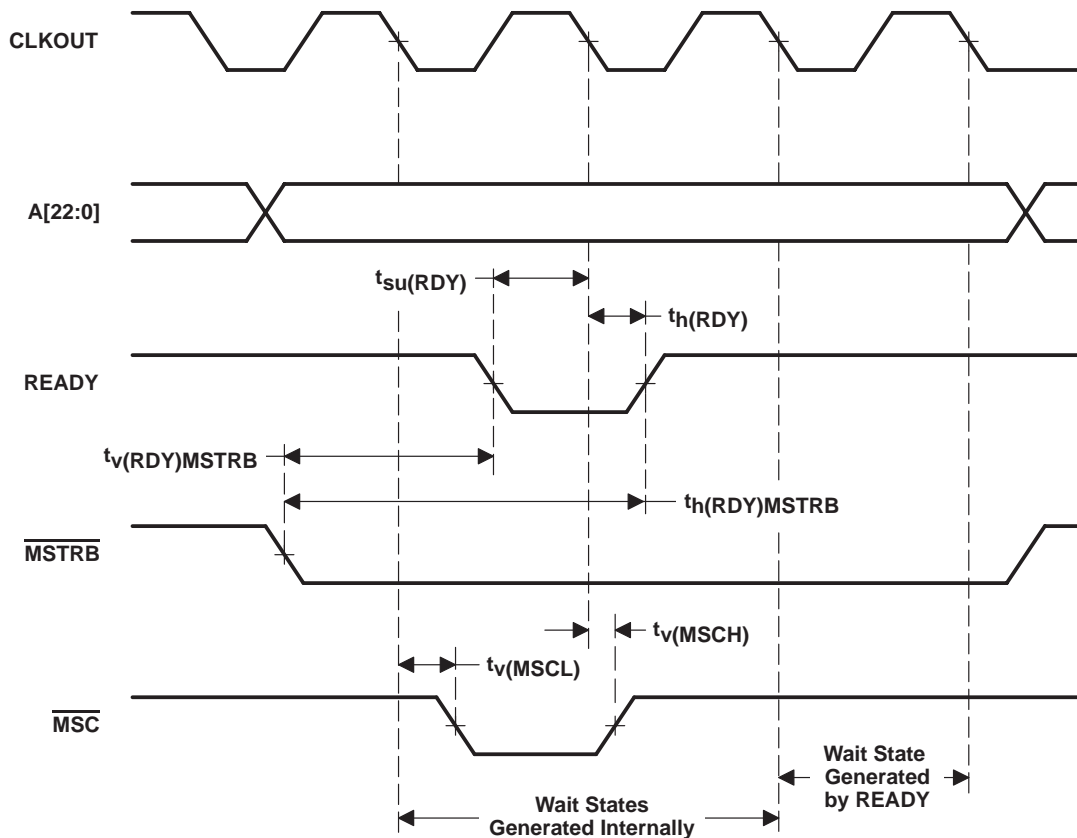 CLKOUT
A[22:0]
tsu(RDY)
th(RDY)
READY
tv(RDY)MSTRB
th(RDY)MSTRB
MSTRB
tv(MSCH)
tv(MSCL)
MSC
Wait State
Generated
by READY
Wait States
Generated Internally